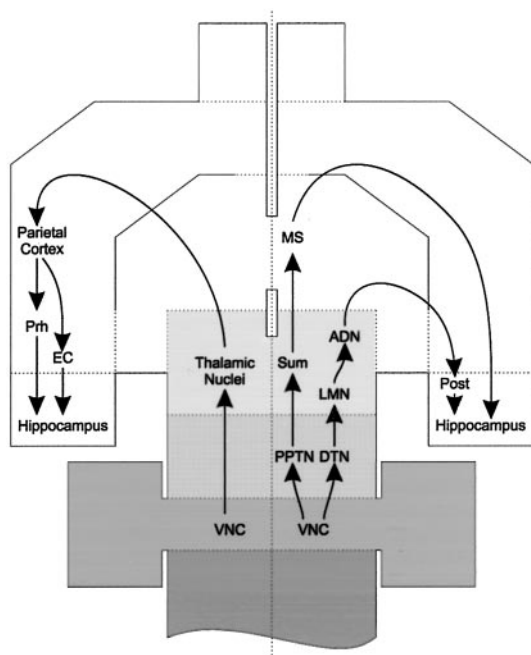 MS
Parietal
Cortex
Prh
EC
Hippocampus
Thalamic
Nuclei
VNC
Sum
PPTN
ADN
LMN
DTN
VNC
Post
Hippocampus